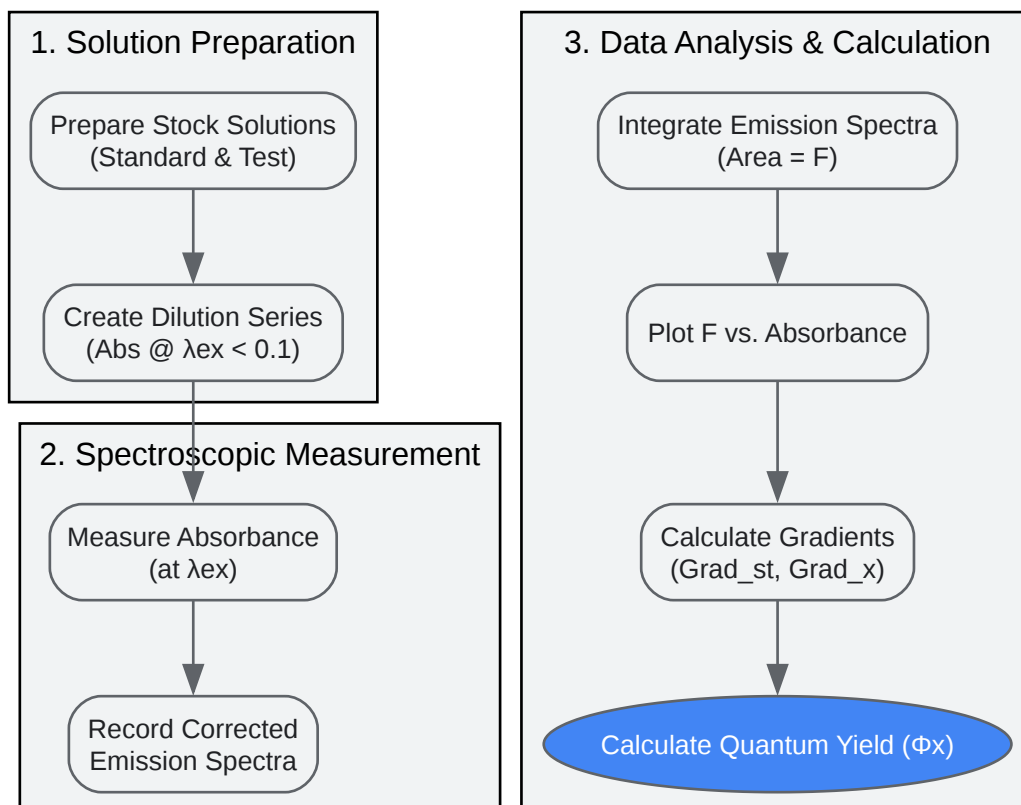 1. Solution Preparation
Prepare Stock Solutions
(Standard & Test)
Create Dilution Series
(Abs @ λex < 0.1)
2. Spectroscopic Measurement
Measure Absorbance
(at λex)
Record Corrected
Emission Spectra
3. Data Analysis & Calculation
Integrate Emission Spectra
(Area = F)
Plot F vs. Absorbance
Calculate Gradients
(Grad_st, Grad_x)
Calculate Quantum Yield (Φx)